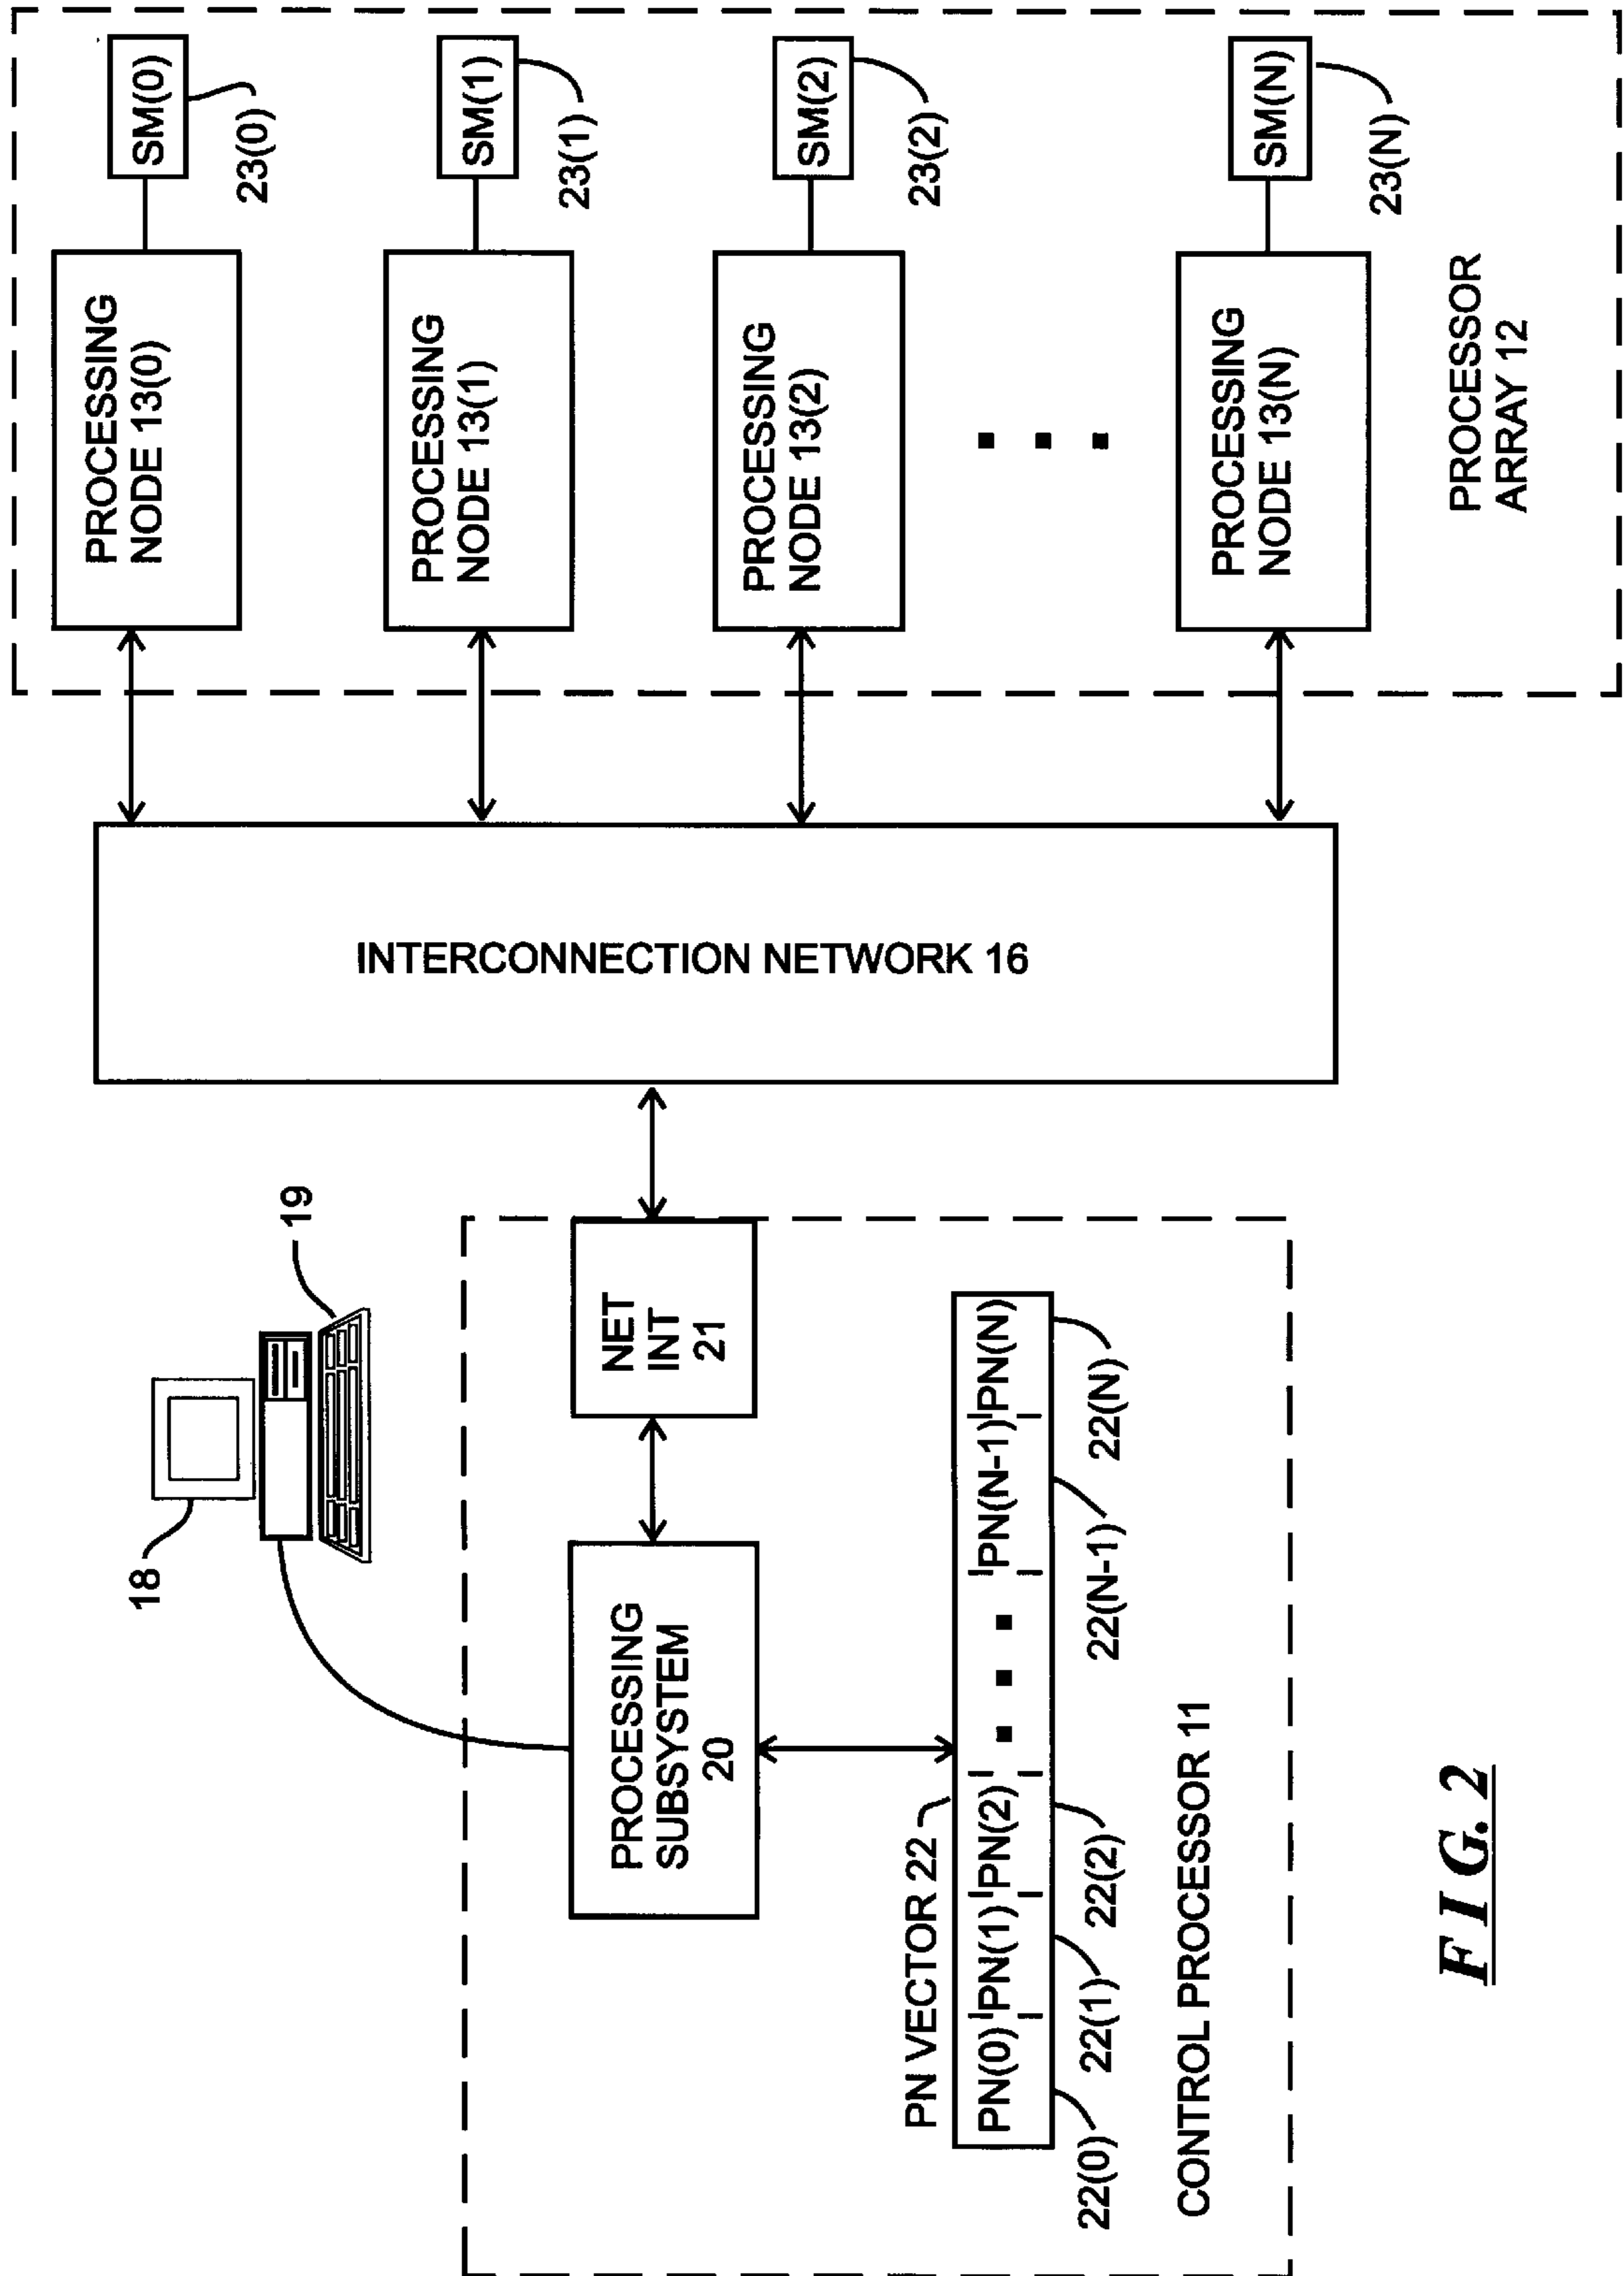 18
19
PROCESSING
SUBSYSTEM
20
NET
INT
21
PN VECTOR 22
PN(0) PN(1) PN(2) PN(N-1) PN(N)
22(0)
22(1)
22(2)
22(N-1)
22(N)
CONTROL PROCESSOR 11
INTERCONNECTION NETWORK 16
PROCESSING
NODE 13(0)
SM(0)
23(0)
PROCESSING
NODE 13(1)
SM(1)
23(1)
PROCESSING
NODE 13(2)
SM(2)
23(2)
PROCESSING
NODE 13(N)
SM(N)
23(N)
PROCESSOR
ARRAY 12
FIG. 2